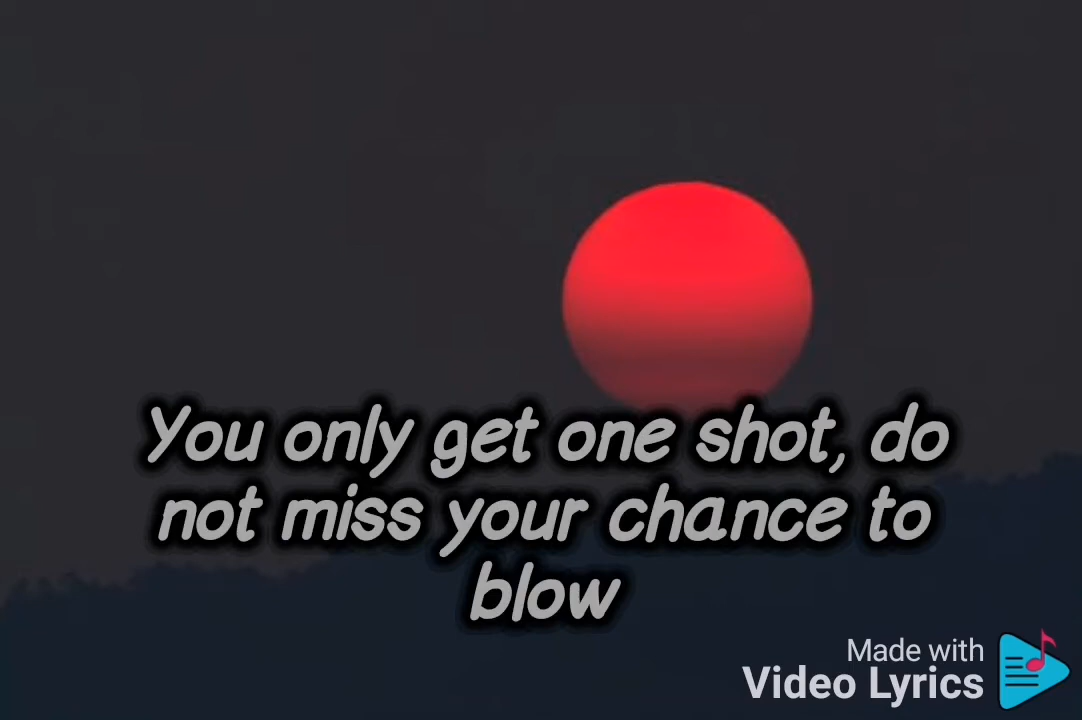 You only get one shot, do
not miss your chance to
blow
Made with
Video Lyrics